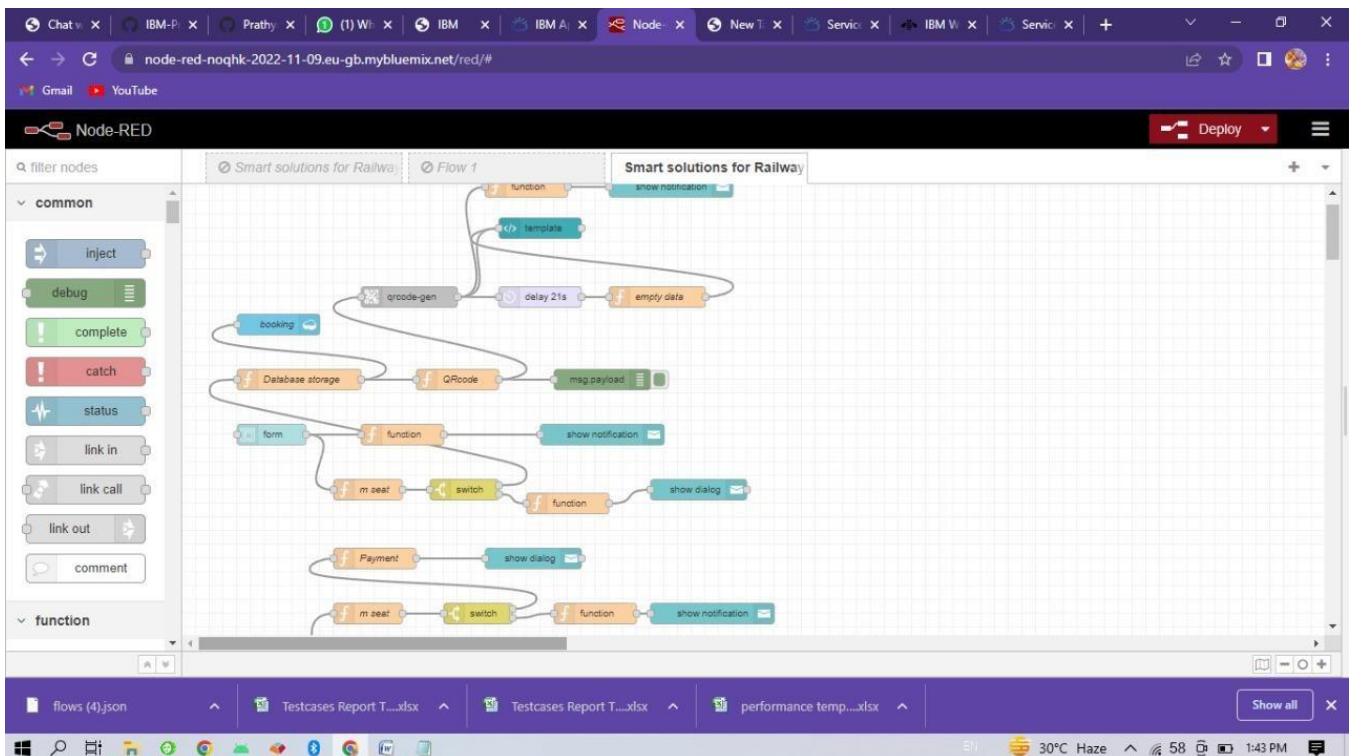 Chat w
IBM-P
Prathy
(1) Wh
IBM
IBM A
Node-
New T
Servic
IBM W
Servic
node-red-noqhk-2022-11-09.eu-gb.mybluemix.net/red/#
Gmail
YouTube
Node-RED
Deploy
filter nodes
Smart solutions for Railway
Flow 1
Smart solutions for Railway
common
inject
debug
complete
catch
status
link in
link call
link out
comment
function
function
show notification
template
qrcode-gen
delay 21s
empty data
booking
Database storage
QRcode
msg.payload
form
function
show notification
m seat
switch
function
show dialog
Payment
show dialog
m seat
switch
function
show notification
flows (4).json
Testcases Report T....xlsx
Testcases Report T....xlsx
performance temp....xlsx
Show all
EN
30°C Haze
58
1:43 PM